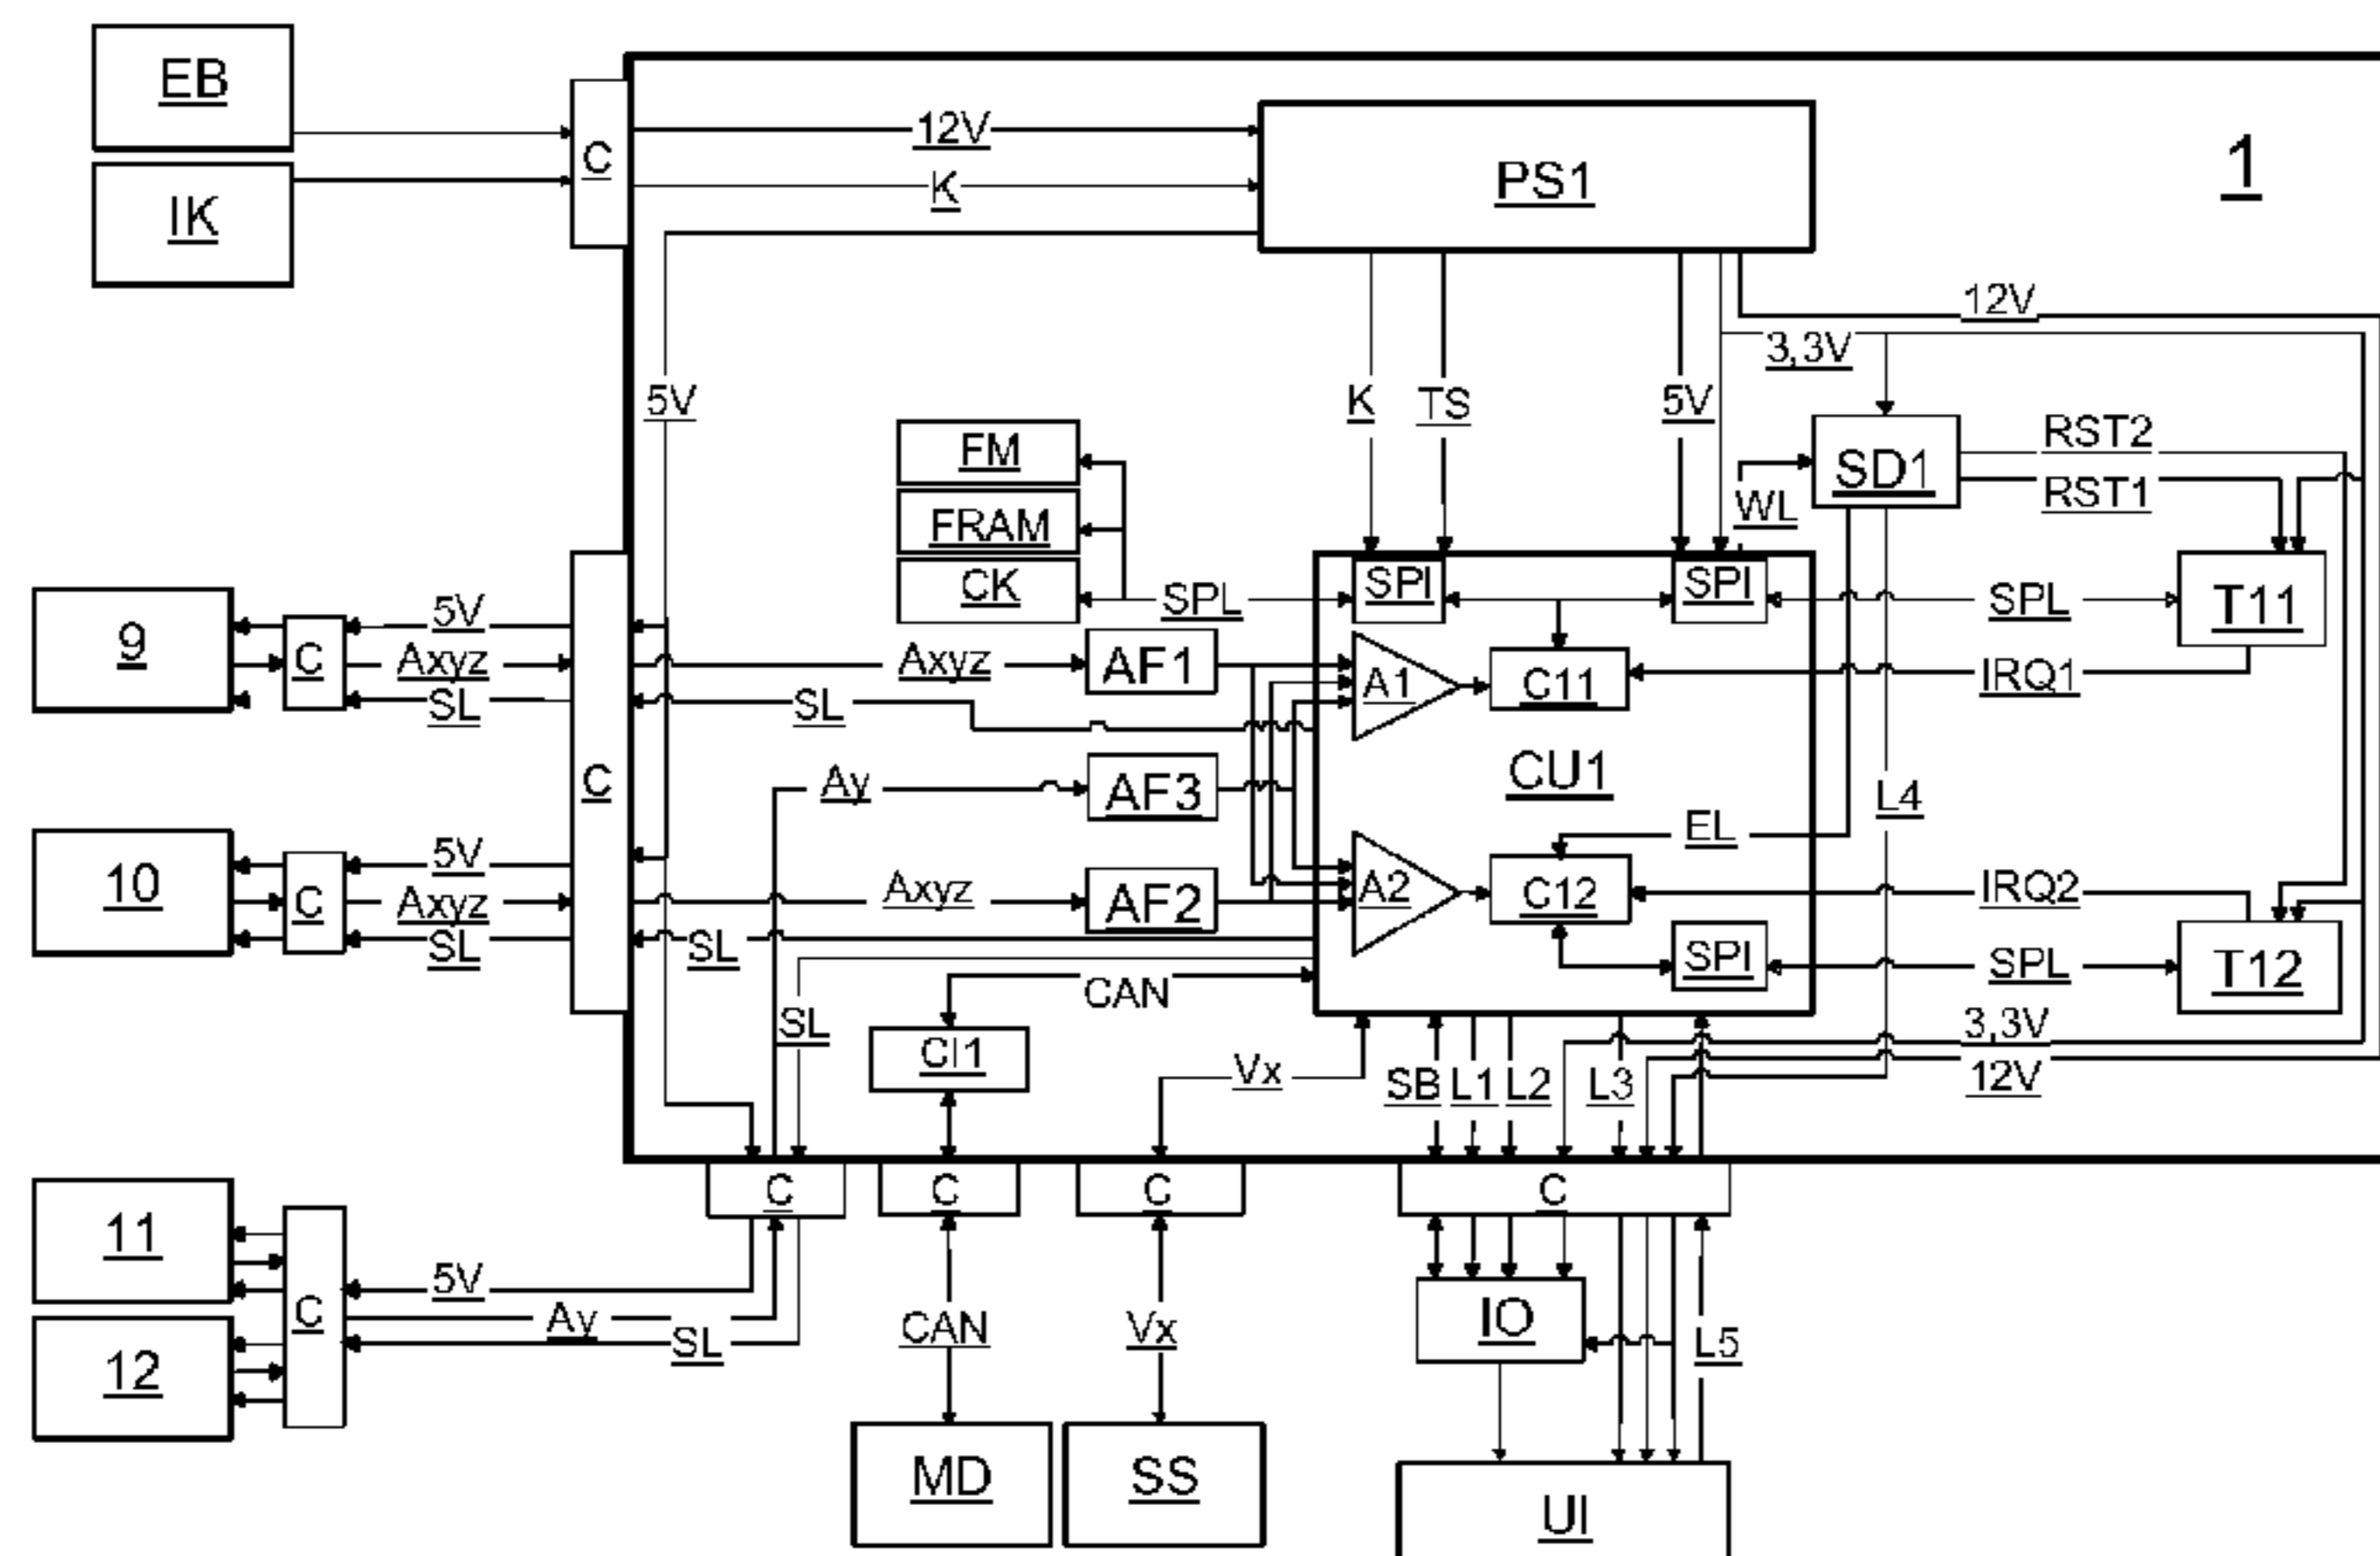 EB
12V
C
PS1
1
K
IK
12V
3,3V
5V
K
TS
5V
RST2
FM
SD1
RST1
WL
FRAM
CK
SPL
SPI
SPI
SPL
T11
5V
9
C
Axyz
Axyz
AF1
A1
C11
IRQ1
SL
SL
C
Ay
AF3
CU1
L4
EL
5V
10
C
Axyz
Axyz
AF2
A2
C12
IRQ2
SL
SL
SPI
SPL
T12
CAN
SL
CI1
3,3V
Vx
SB
L1
L2
L3
12V
C
C
C
C
11
5V
C
Ay
SL
CAN
Vx
IO
L5
12
MD
SS
UI